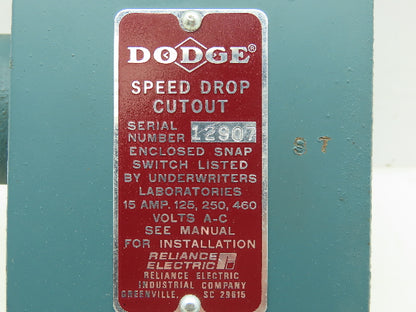 DODGE®
SPEED DROP
CUTOUT
SERIAL
NUMBER 12907
ENCLOSED SNAP
SWITCH LISTED
BY UNDERWRITERS
LABORATORIES
15 AMP. 125, 250, 460
VOLTS A-C
SEE MANUAL
FOR INSTALLATION
RELIANCE
ELECTRIC
RELIANCE ELECTRIC
INDUSTRIAL COMPANY
GREENVILLE, SC 29615
S T